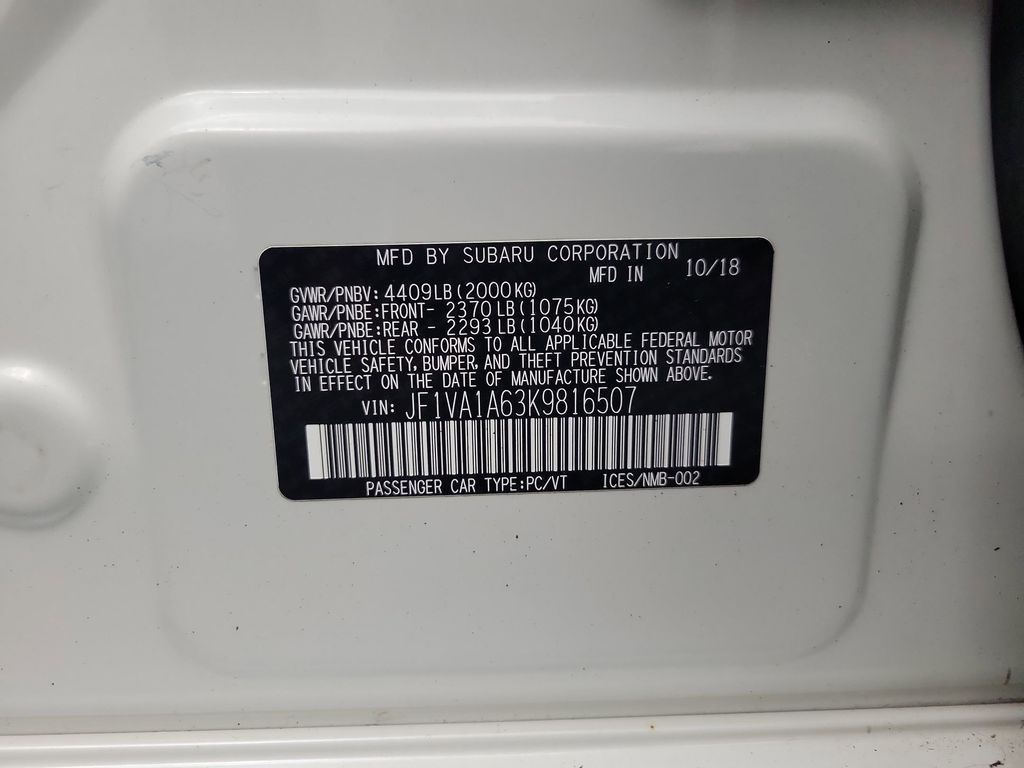 MFD BY SUBARU CORPORATION
MFD IN 10/18
GVWR/PNBV: 4409LB(2000KG)
GAWR/PNBE:FRONT- 2370LB(1075KG)
GAWR/PNBE:REAR - 2293LB(1040KG)
THIS VEHICLE CONFORMS TO ALL APPLICABLE FEDERAL MOTOR
VEHICLE SAFETY, BUMPER, AND THEFT PREVENTION STANDARDS
IN EFFECT ON THE DATE OF MANUFACTURE SHOWN ABOVE.
VIN: JF1VA1A63K9816507
PASSENGER CAR TYPE:PC/VT ICES/NMB-002